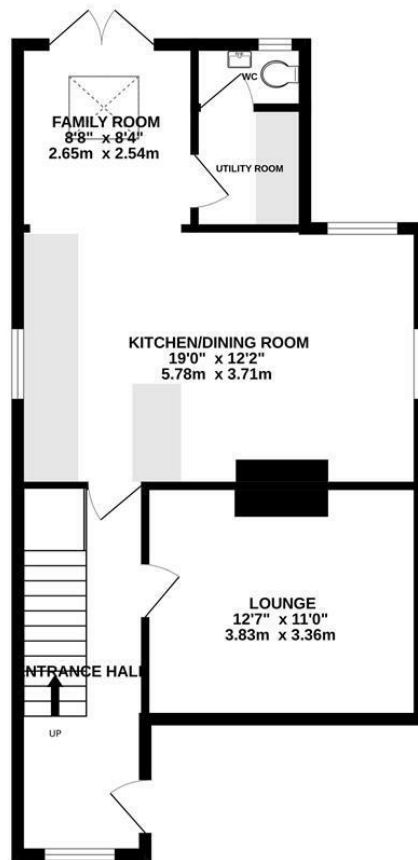 WC
FAMILY ROOM
8'8" x 8'4"
2.65m x 2.54m
UTILITY ROOM
KITCHEN/DINING ROOM
19'0" x 12'2"
5.78m x 3.71m
LOUNGE
12'7" x 11'0"
3.83m x 3.36m
ENTRANCE HALL
UP